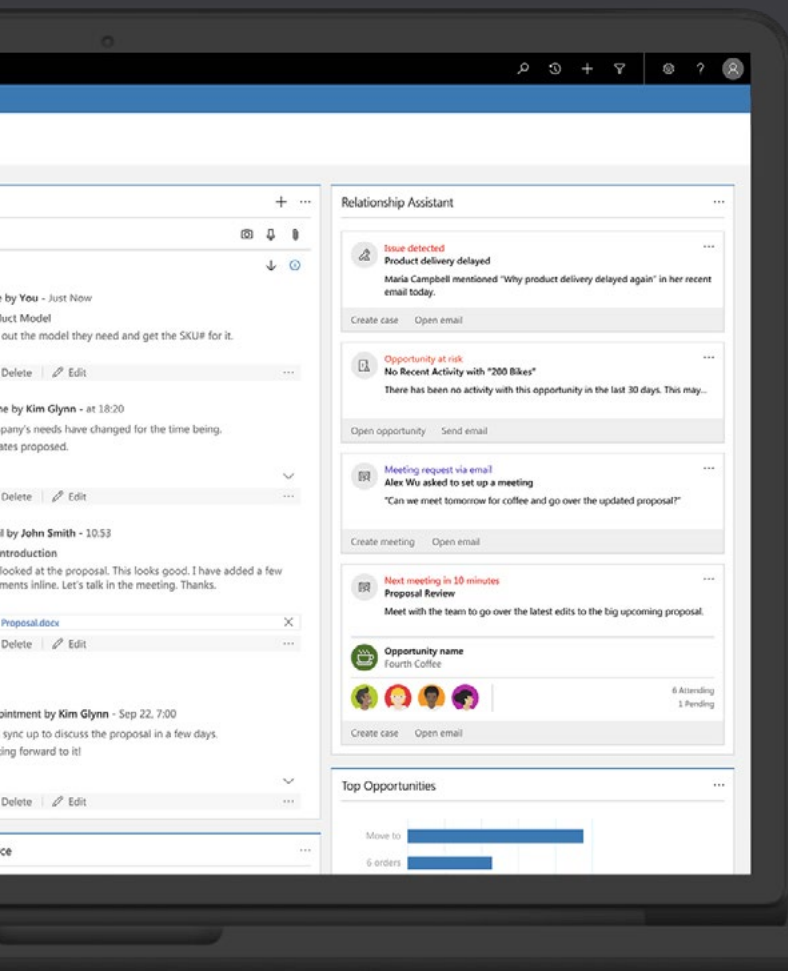 e by You - Just Now
duct Model
out the model they need and get the SKU# for it.
Delete
Edit
ne by Kim Glynn - at 18:20
pany's needs have changed for the time being.
ates proposed.
Delete
Edit
il by John Smith - 10:53
ntroduction
looked at the proposal. This looks good. I have added a few
ments inline. Let's talk in the meeting. Thanks.
Proposal.docx
Delete
Edit
pointment by Kim Glynn - Sep 22, 7:00
sync up to discuss the proposal in a few days.
king forward to it!
Delete
Edit
ce
Relationship Assistant
Issue detected
Product delivery delayed
Maria Campbell mentioned "Why product delivery delayed again" in her recent
email today.
Create case
Open email
Opportunity at risk
No Recent Activity with "200 Bikes"
There has been no activity with this opportunity in the last 30 days. This may...
Open opportunity
Send email
Meeting request via email
Alex Wu asked to set up a meeting
"Can we meet tomorrow for coffee and go over the updated proposal?"
Create meeting
Open email
Next meeting in 10 minutes
Proposal Review
Meet with the team to go over the latest edits to the big upcoming proposal.
Opportunity name
Fourth Coffee
6 Attending
1 Pending
Create case
Open email
Top Opportunities
Move to
6 orders